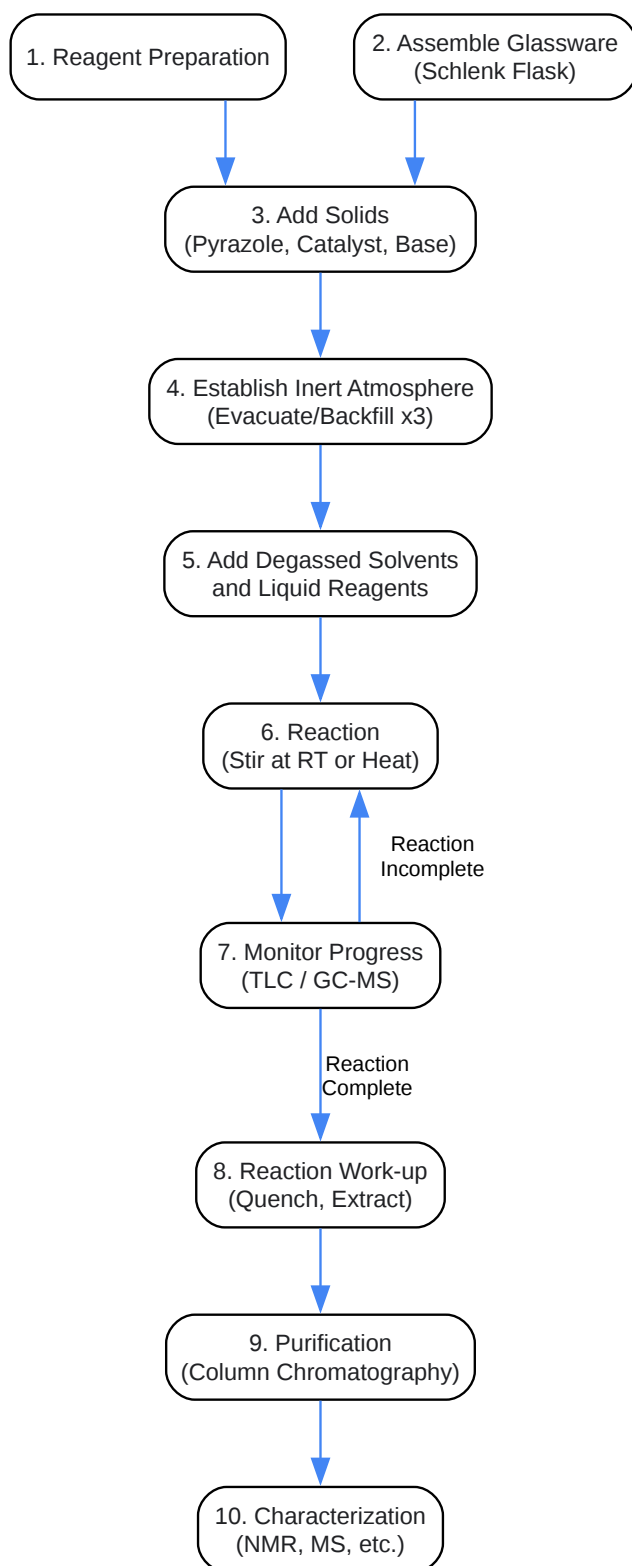 1. Reagent Preparation
2. Assemble Glassware
(Schlenk Flask)
3. Add Solids
(Pyrazole, Catalyst, Base)
4. Establish Inert Atmosphere
(Evacuate/Backfill x3)
5. Add Degassed Solvents
and Liquid Reagents
6. Reaction
(Stir at RT or Heat)
Reaction
Incomplete
7. Monitor Progress
(TLC / GC-MS)
Reaction
Complete
8. Reaction Work-up
(Quench, Extract)
9. Purification
(Column Chromatography)
10. Characterization
(NMR, MS, etc.)